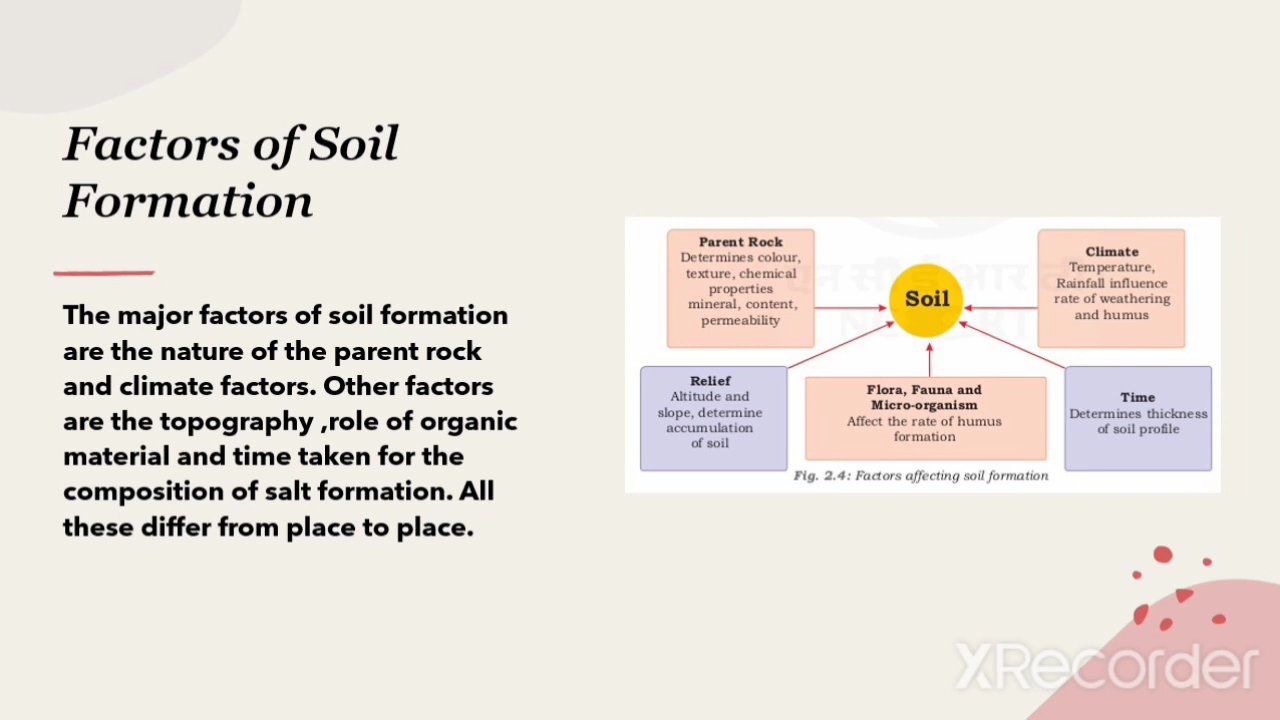 Factors of Soil
Formation
The major factors of soil formation
are the nature of the parent rock
and climate factors. Other factors
are the topography ,role of organic
material and time taken for the
composition of salt formation. All
these differ from place to place.
Parent Rock
Determines colour,
texture, chemical
properties
mineral, content,
permeability
Soil
Climate
Temperature,
Rainfall influence
rate of weathering
and humus
Relief
Altitude and
slope, determine
accumulation
of soil
Flora, Fauna and
Micro-organism
Affect the rate of humus
formation
Time
Determines thickness
of soil profile
Fig. 2.4: Factors affecting soil formation
XRecorder